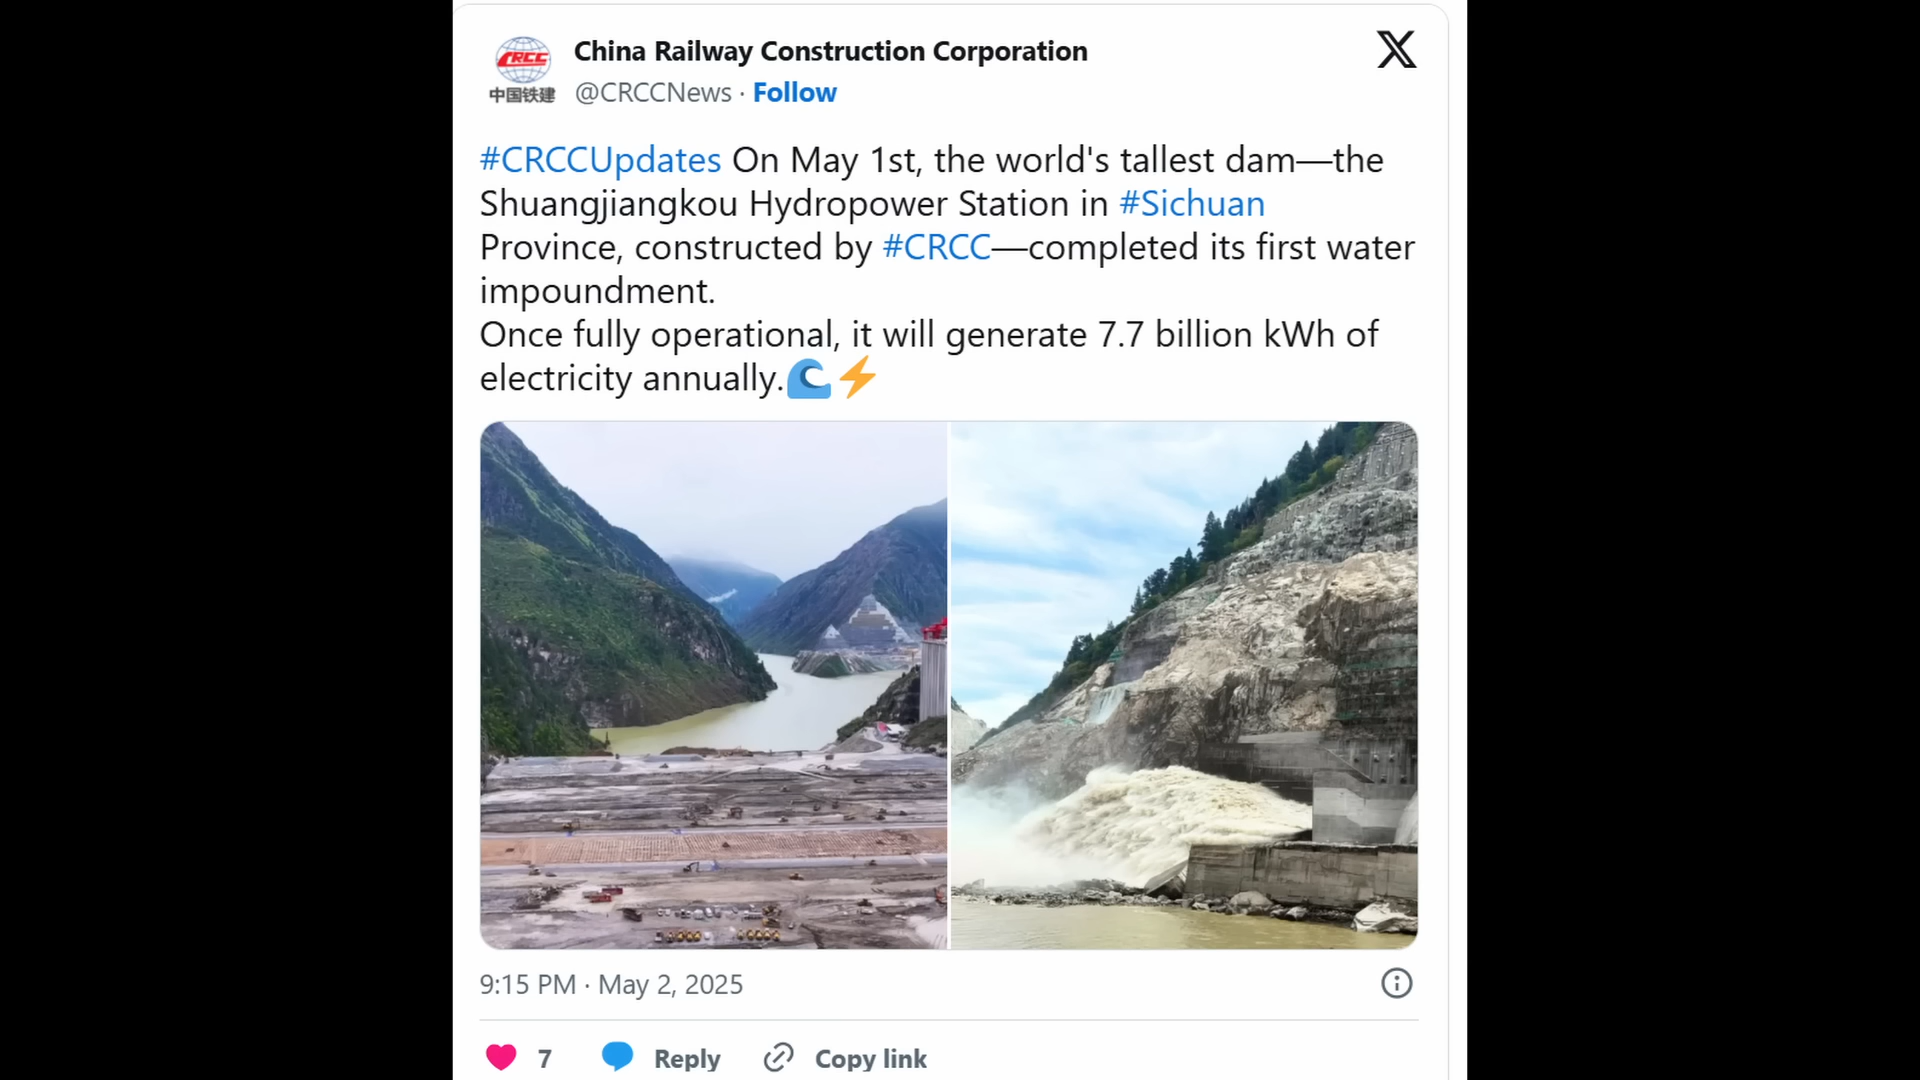 CRCC
中国铁建
China Railway Construction Corporation
@CRCCNews · Follow
#CRCCUpdates On May 1st, the world's tallest dam—the
Shuangjiangkou Hydropower Station in #Sichuan
Province, constructed by #CRCC—completed its first water
impoundment.
Once fully operational, it will generate 7.7 billion kWh of
electricity annually.🌊⚡
9:15 PM · May 2, 2025
7 Reply Copy link